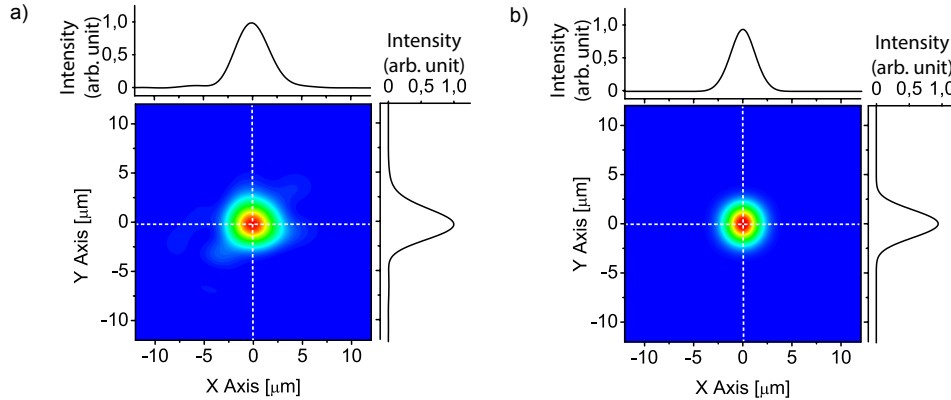 a)
Intensity
(arb. unit)
1,0
0,5
0
Intensity
(arb. unit)
0
0,5
1,0
10
5
0
-5
-10
Y Axis [µm]
-10
-5
0
5
10
X Axis [µm]
b)
Intensity
(arb. unit)
1,0
0,5
0
Intensity
(arb. unit)
0
0,5
1,0
10
5
0
-5
-10
Y Axis [µm]
-10
-5
0
5
10
X Axis [µm]